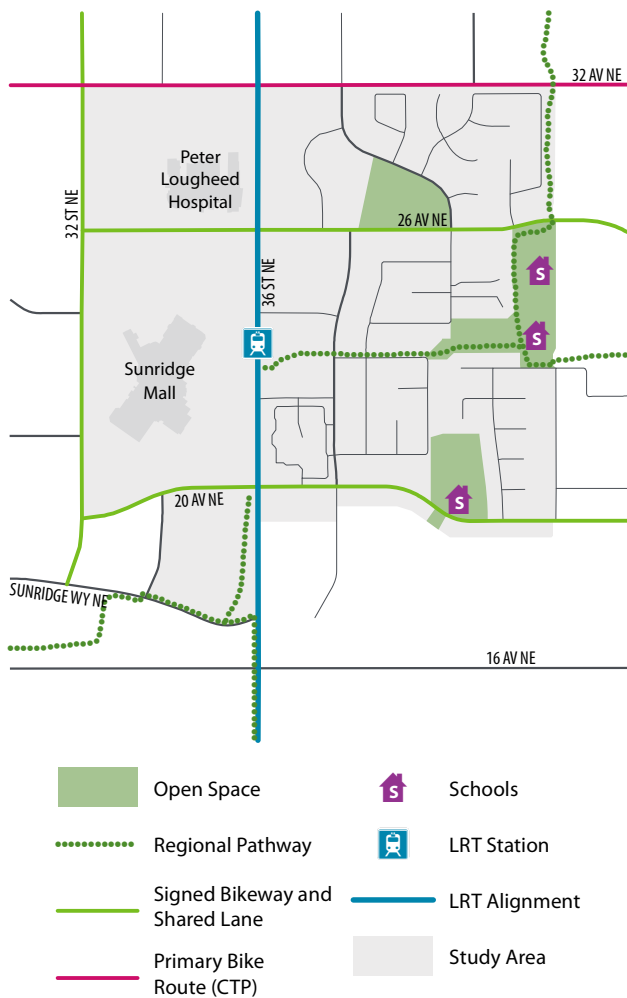 32 AV NE
Peter
Lougheed
Hospital
32 ST NE
26 AV NE
36 ST NE
S
S
Sunridge
Mall
20 AV NE
S
SUNRIDGE WY NE
16 AV NE
Open Space
S
Schools
Regional Pathway
LRT Station
Signed Bikeway and
Shared Lane
LRT Alignment
Primary Bike
Route (CTP)
Study Area